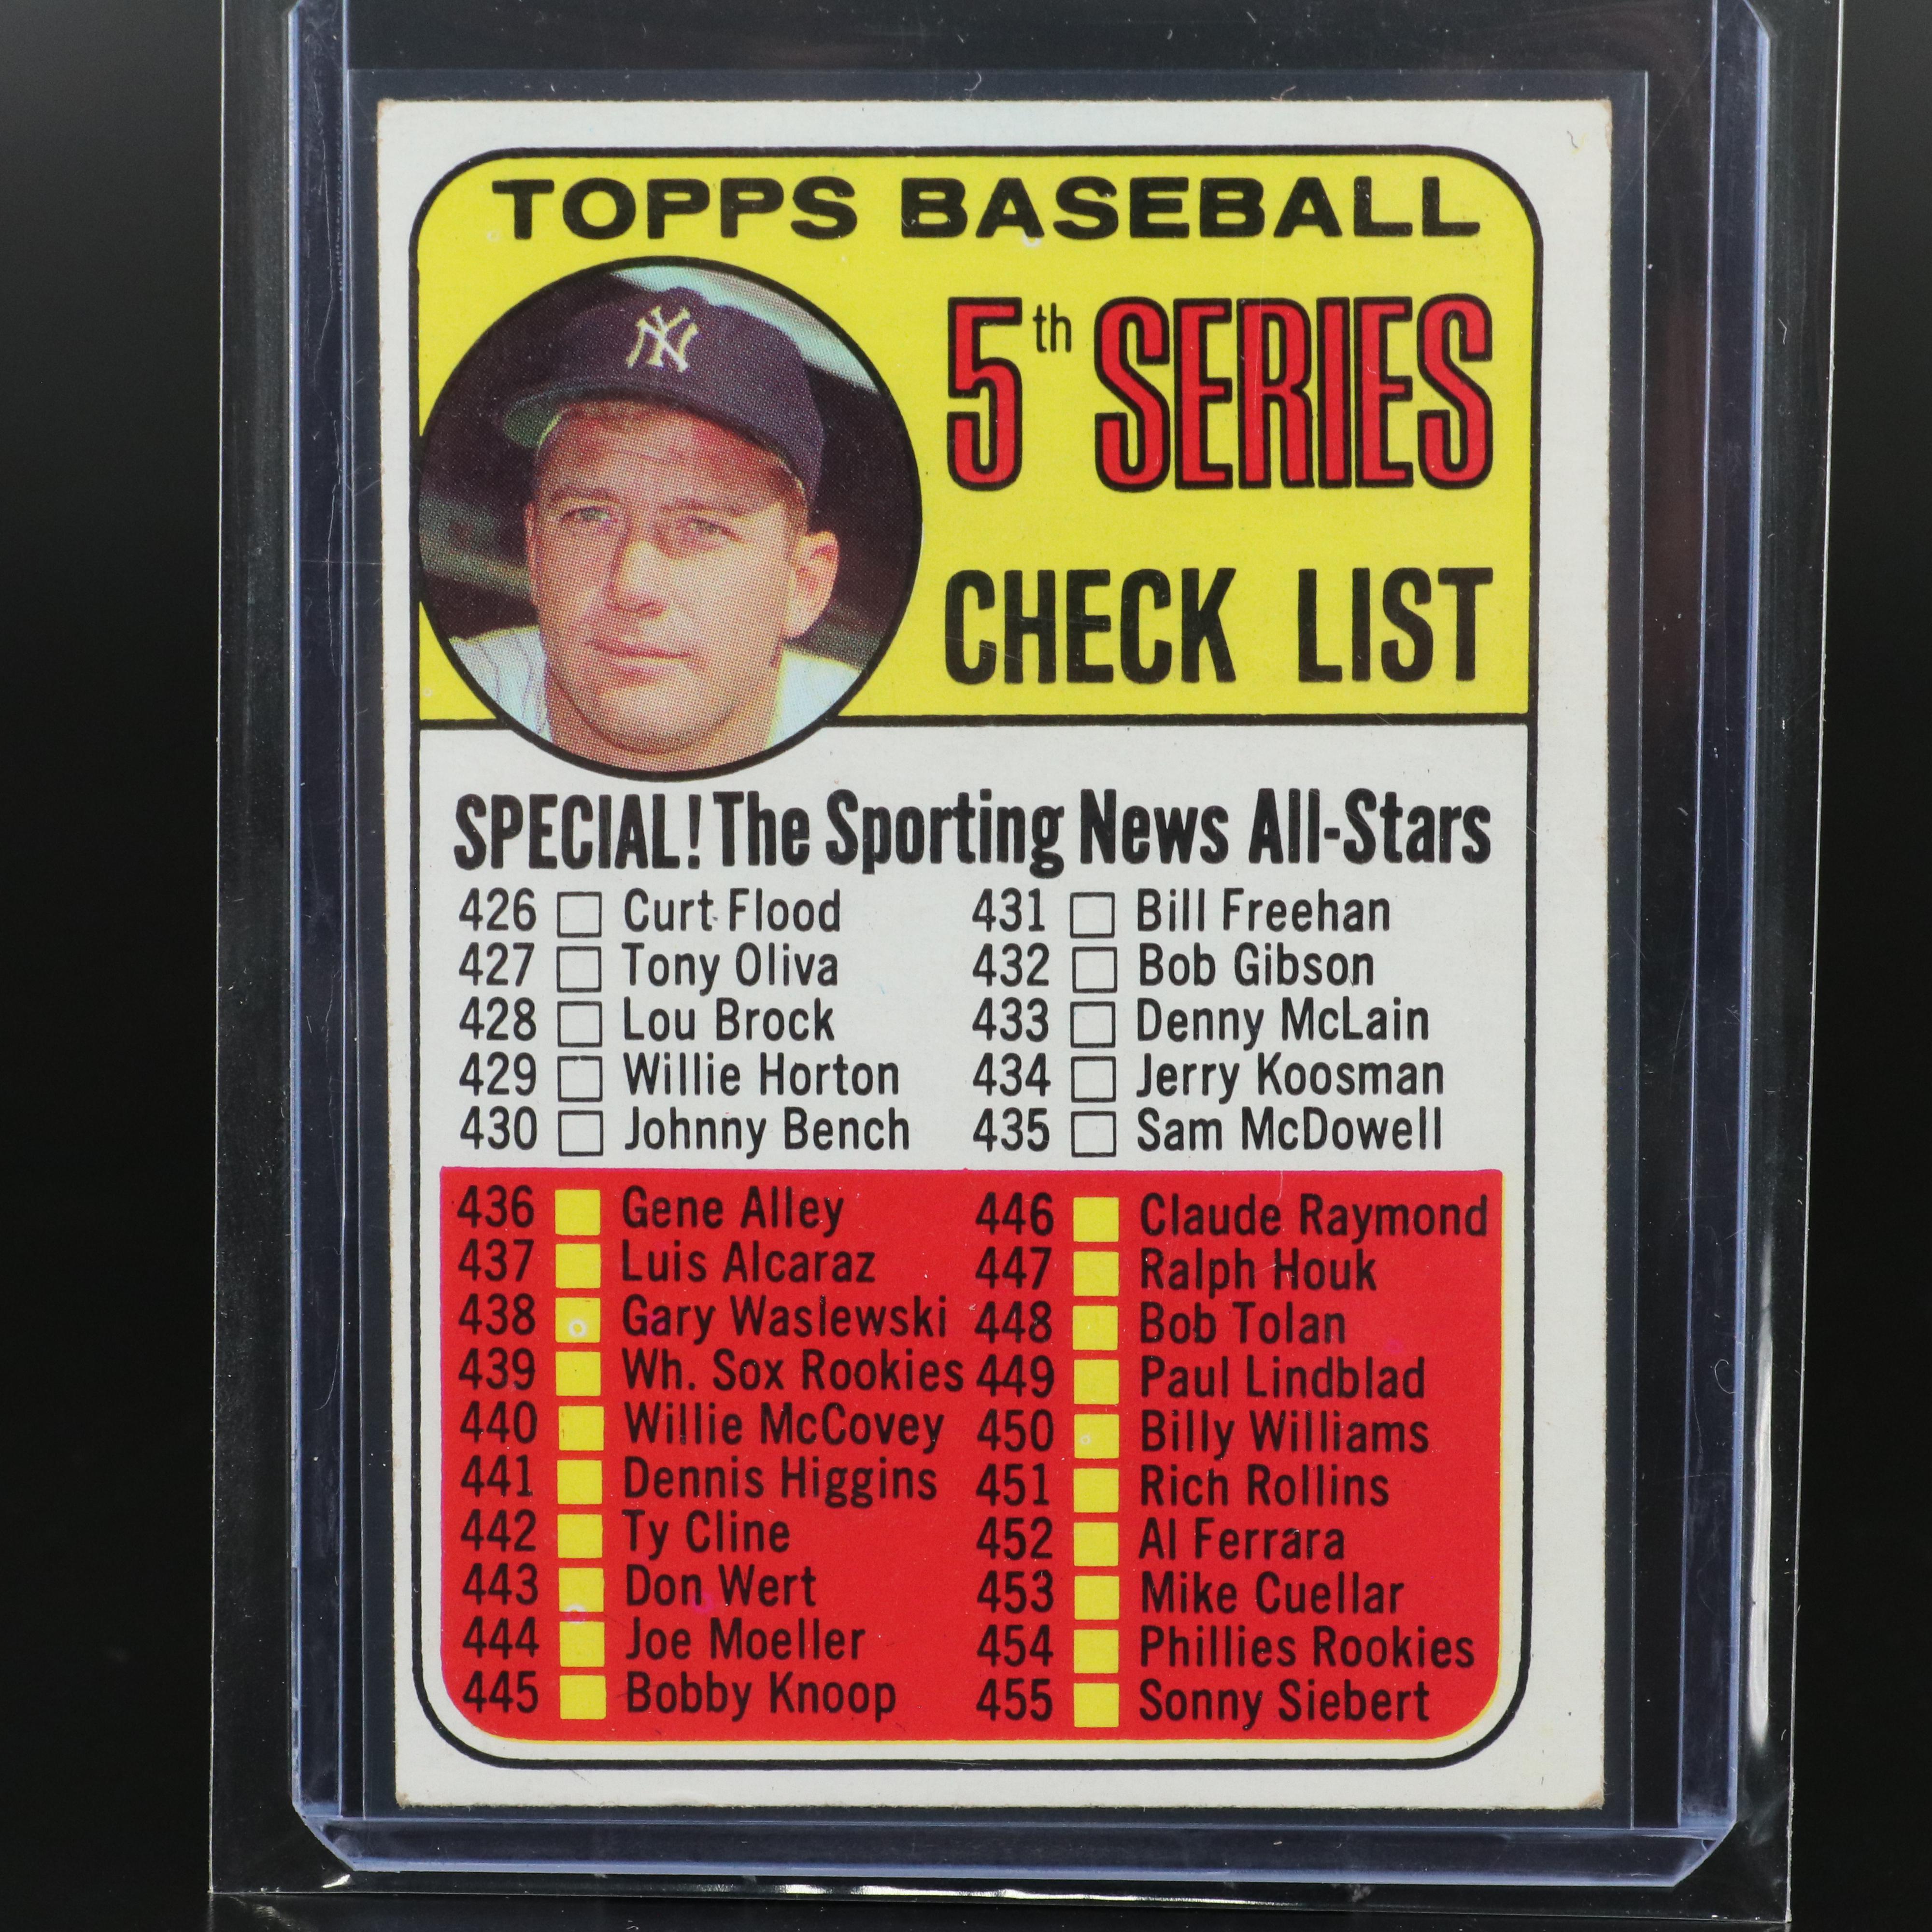 TOPPS BASEBALL
NY
5th SERIES
CHECK LIST
SPECIAL! The Sporting News All-Stars
426 Curt Flood
427 Tony Oliva
428 Lou Brock
429 Willie Horton
430 Johnny Bench
431 Bill Freehan
432 Bob Gibson
433 Denny McLain
434 Jerry Koosman
435 Sam McDowell
436 Gene Alley
437 Luis Alcaraz
438 Gary Waslewski
439 Wh. Sox Rookies
440 Willie McCovey
441 Dennis Higgins
442 Ty Cline
443 Don Wert
444 Joe Moeller
445 Bobby Knoop
446 Claude Raymond
447 Ralph Houk
448 Bob Tolan
449 Paul Lindblad
450 Billy Williams
451 Rich Rollins
452 Al Ferrara
453 Mike Cuellar
454 Phillies Rookies
455 Sonny Siebert